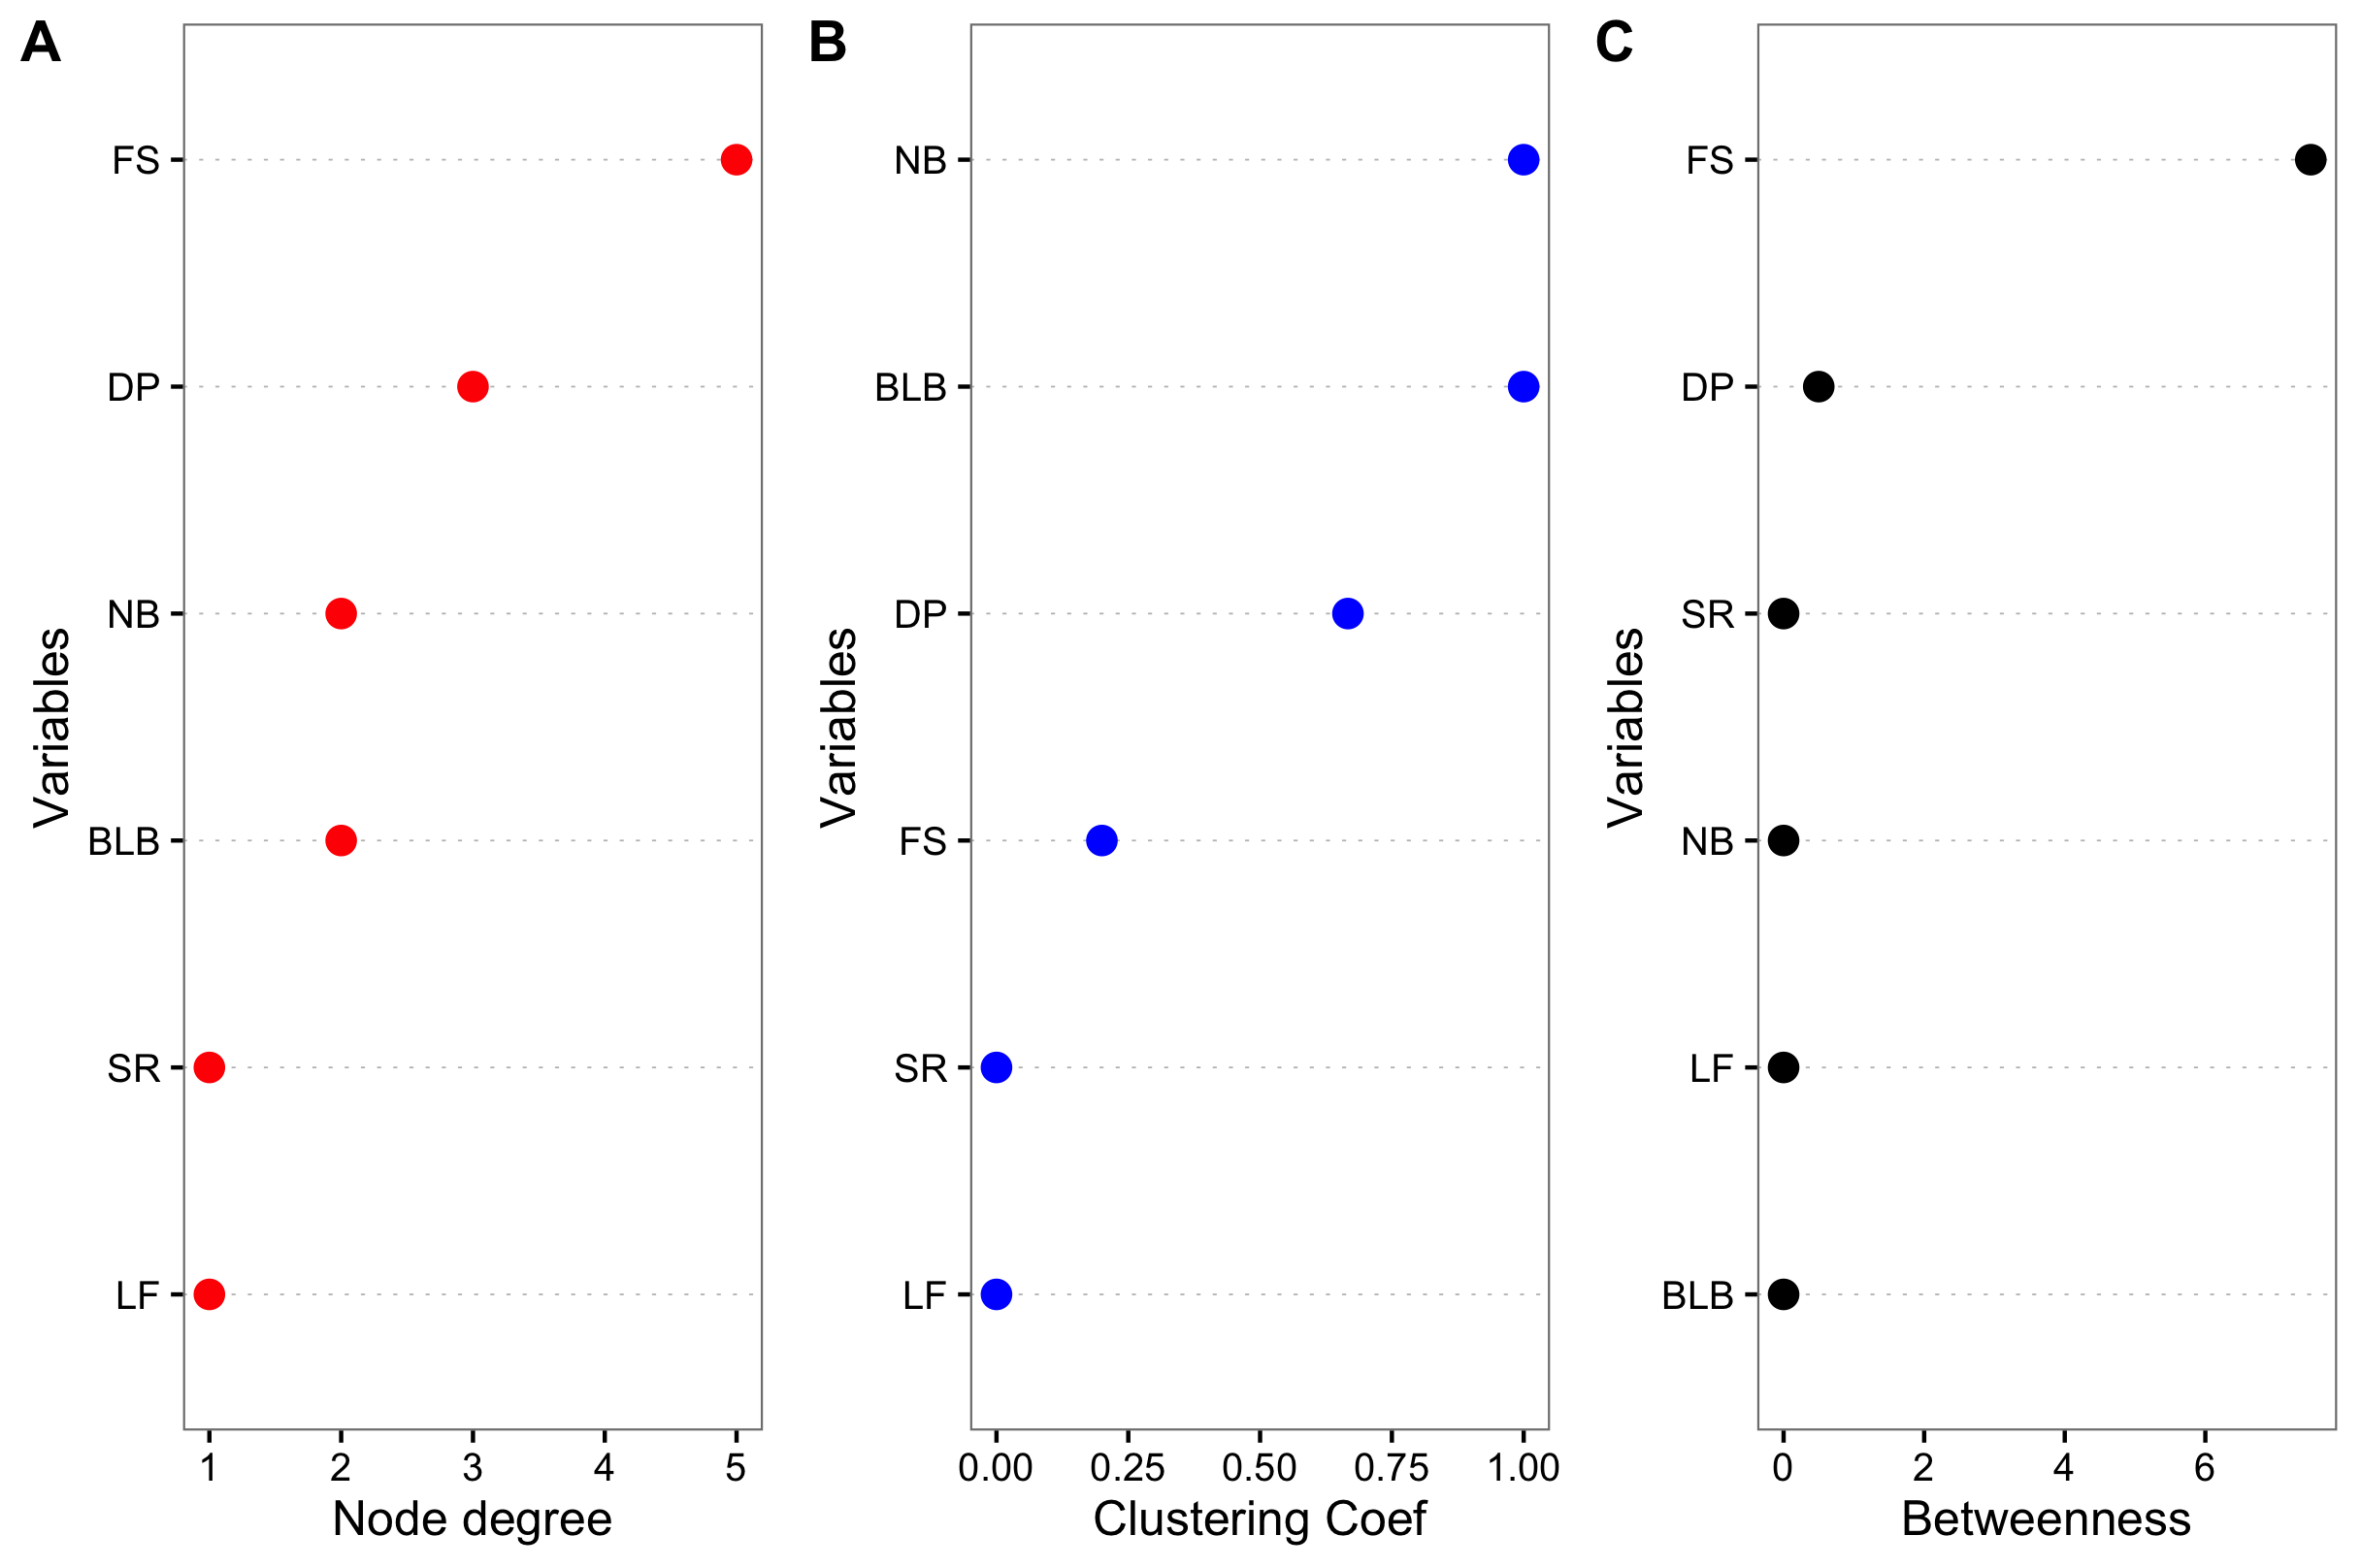 A
Variables
FS
DP
NB
BLB
SR
LF
1 2 3 4 5
Node degree
B
Variables
NB
BLB
DP
FS
SR
LF
0.00 0.25 0.50 0.75 1.00
Clustering Coef
C
Variables
FS
DP
SR
NB
LF
BLB
0 2 4 6
Betweenness